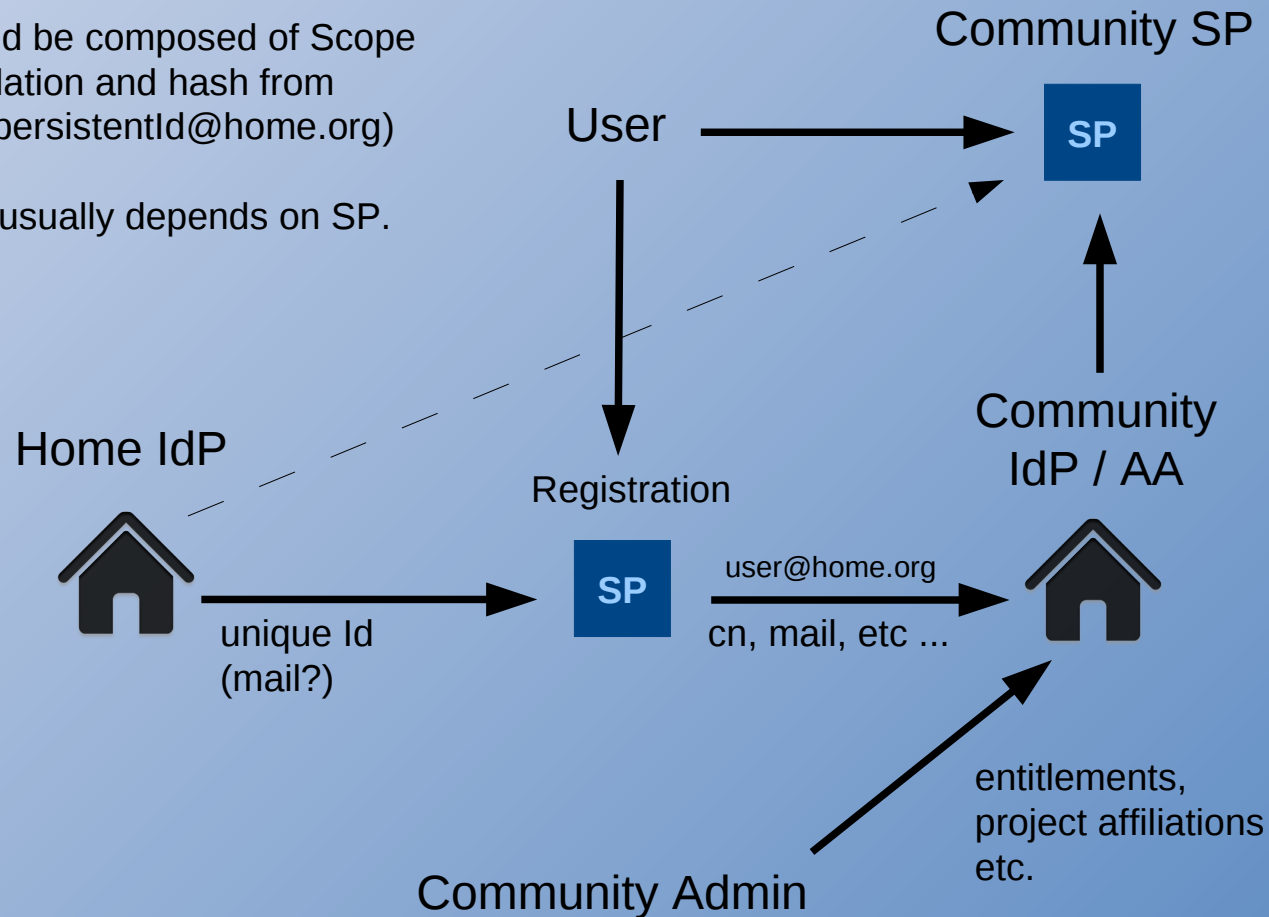 d be composed of Scope
lation and hash from
persistentId@home.org)
usually depends on SP.
Community SP
User
SP
Home IdP
Registration
Community
IdP / AA
SP
user@home.org
unique Id
(mail?)
cn, mail, etc ...
entitlements,
project affiliations
etc.
Community Admin